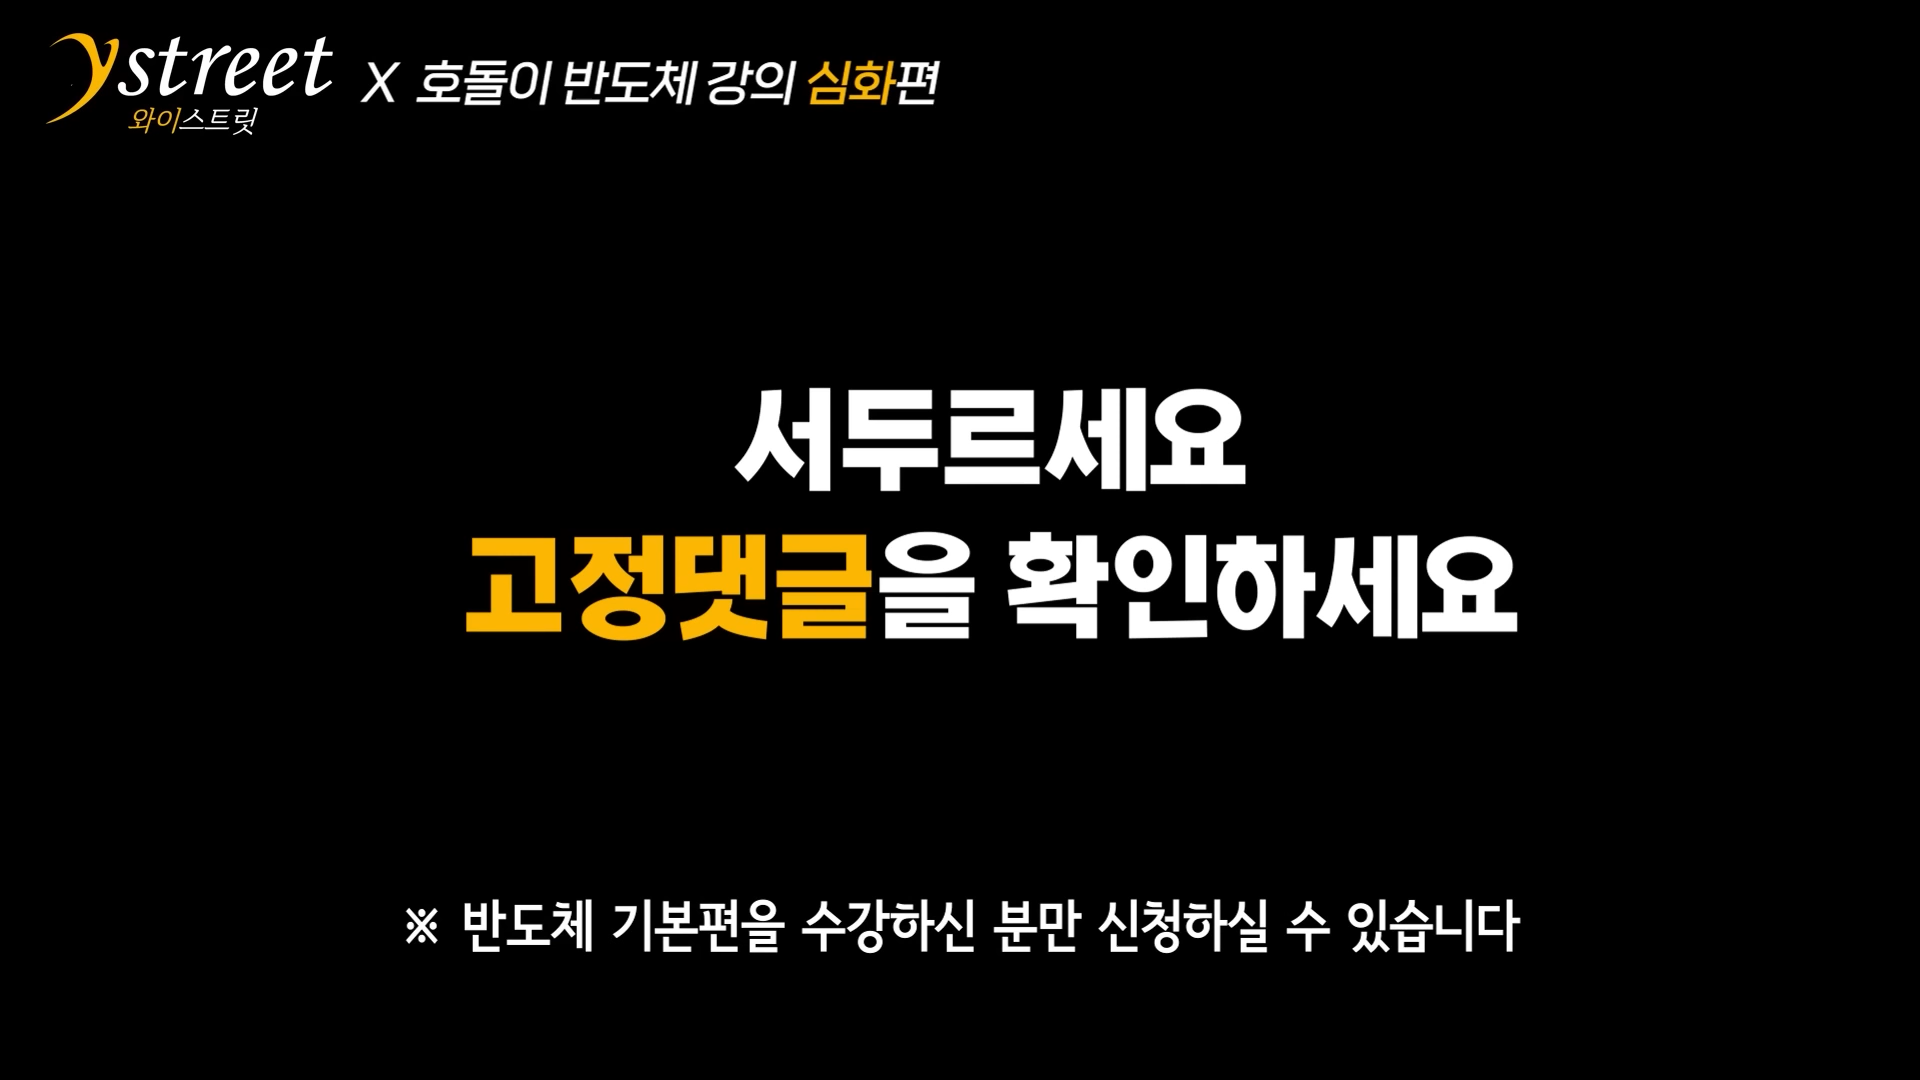 ystreet
와이스트릿
X 호돌이 반도체 강의 심화편
서두르세요
고정댓글을 확인하세요
※ 반도체 기본편을 수강하신 분만 신청하실 수 있습니다